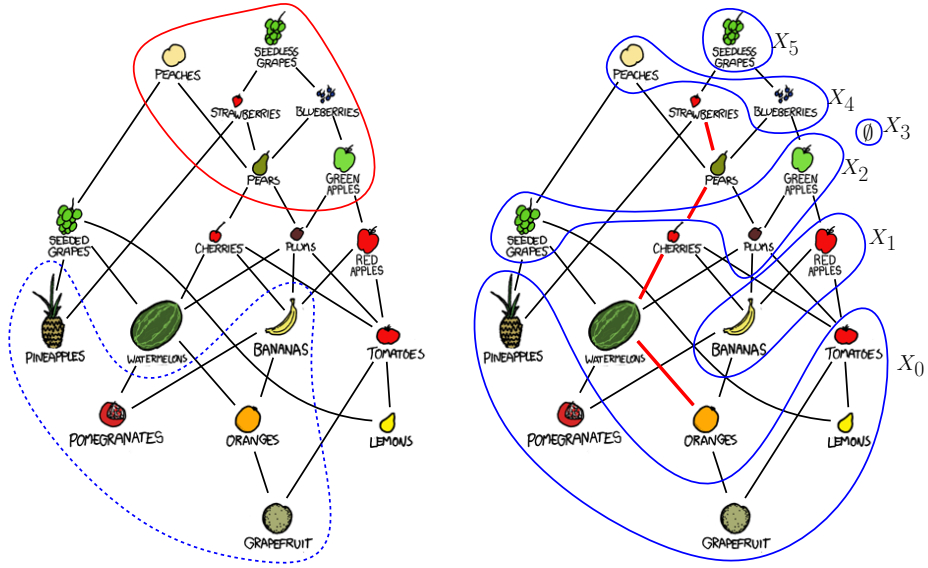 SEEDLESS
GRAPES
PEACHES
STRAWBERRIES
BLUEBERRIES
PEARS
GREEN
APPLES
SEEDED
GRAPES
CHERRIES
PLUMS
RED
APPLES
PINEAPPLES
WATERMELONS
BANANAS
TOMATOES
POMEGRANATES
ORANGES
LEMONS
GRAPEFRUIT
SEEDLESS
GRAPES
X₅
PEACHES
X₄
STRAWBERRIES
BLUEBERRIES
∅ X₃
PEARS
GREEN
APPLES
X₂
SEEDED
GRAPES
CHERRIES
PLUMS
X₁
RED
APPLES
PINEAPPLES
WATERMELONS
BANANAS
TOMATOES
X₀
POMEGRANATES
ORANGES
LEMONS
GRAPEFRUIT